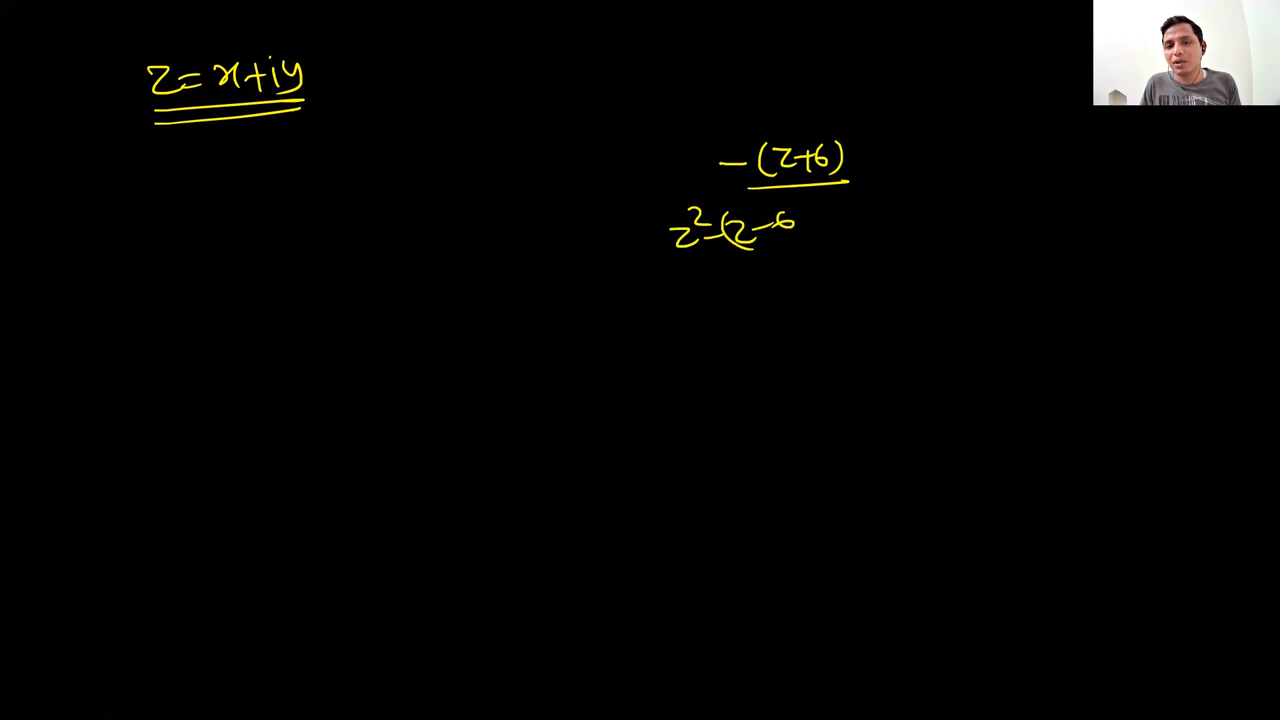 z = x + iy
- (z+6)
z² - (z - 6